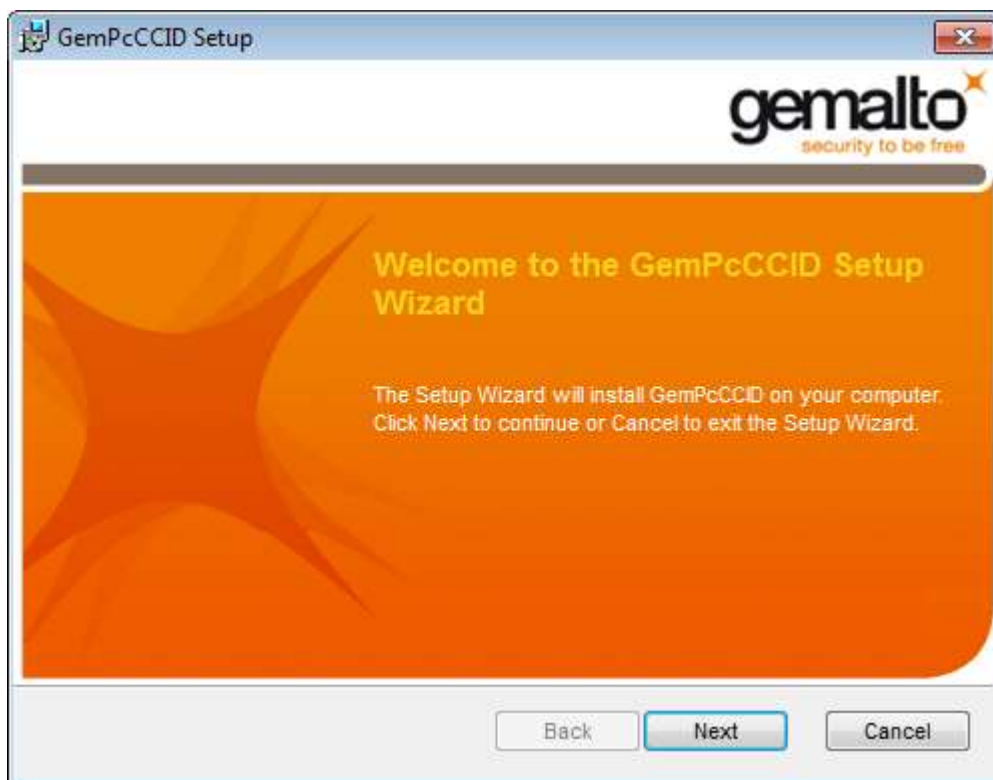 GemPcCCID Setup
gemalto
security to be free
Welcome to the GemPcCCID Setup
Wizard
The Setup Wizard will install GemPcCCID on your computer.
Click Next to continue or Cancel to exit the Setup Wizard.
Back Next Cancel